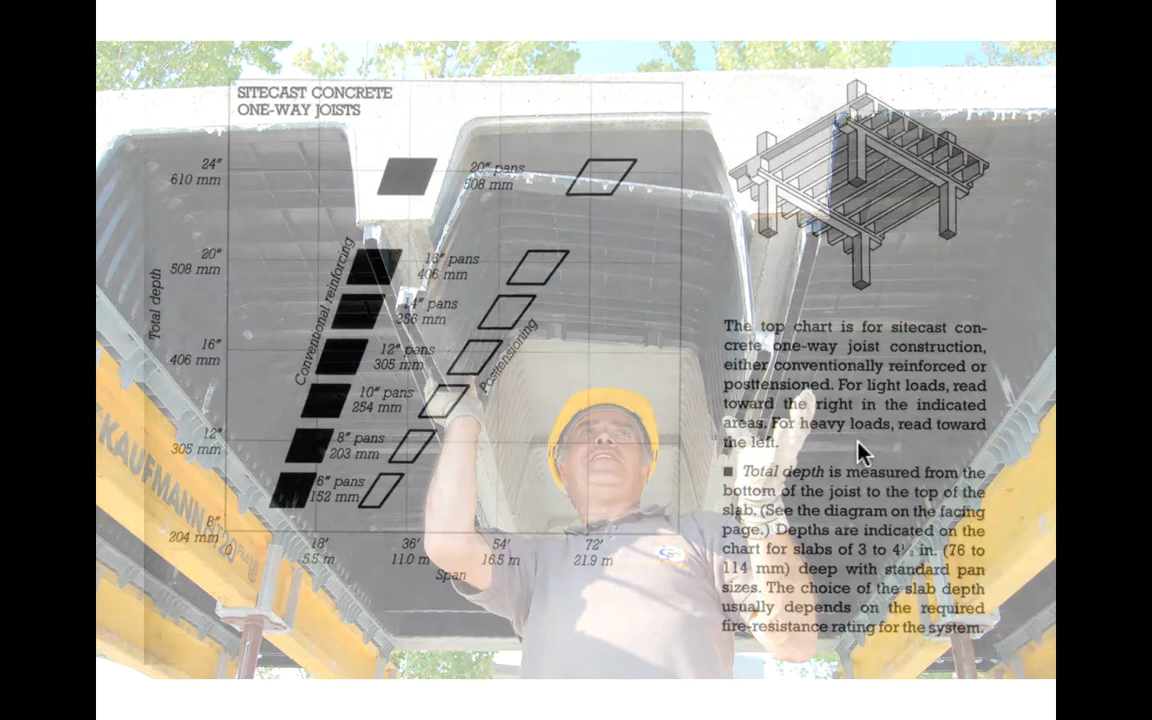 SITECAST CONCRETE
ONE-WAY JOISTS
24"
610 mm
20" pans
508 mm
20"
508 mm
16" pans
406 mm
14" pans
356 mm
Total depth
Conventional reinforcing
16"
406 mm
12" pans
305 mm
Posttensioning
10" pans
254 mm
12"
305 mm
8" pans
203 mm
6" pans
152 mm
8"
204 mm
0
18'
5.5 m
36'
11.0 m
54'
16.5 m
72'
21.9 m
Span
The top chart is for sitecast con-
crete one-way joist construction,
either conventionally reinforced or
posttensioned. For light loads, read
toward the right in the indicated
areas. For heavy loads, read toward
the left.
■ Total depth is measured from the
bottom of the joist to the top of the
slab. (See the diagram on the facing
page.) Depths are indicated on the
chart for slabs of 3 to 4½ in. (76 to
114 mm) deep with standard pan
sizes. The choice of the slab depth
usually depends on the required
fire-resistance rating for the system.
KAUFMANN